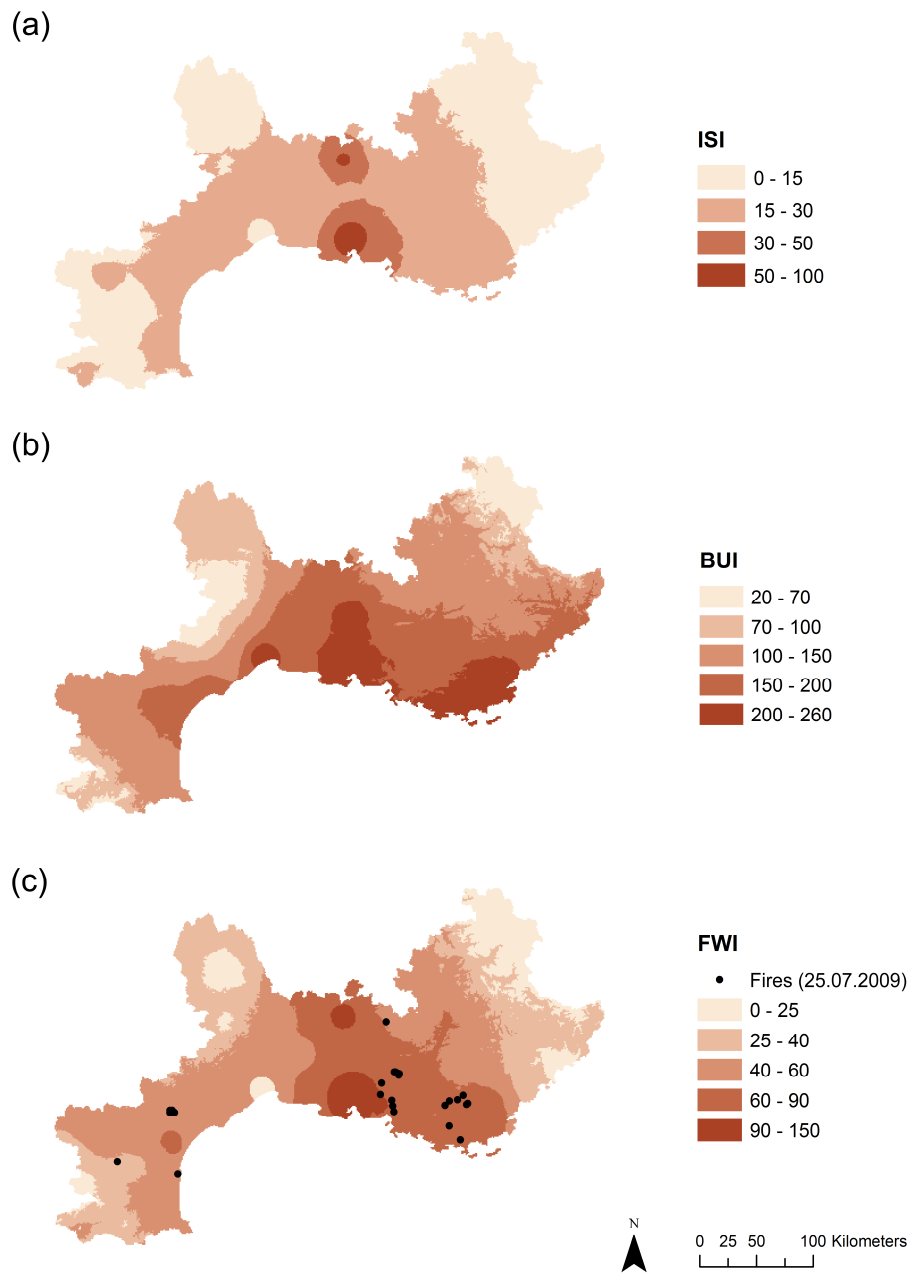 (a)
ISI
0 - 15
15 - 30
30 - 50
50 - 100
(b)
BUI
20 - 70
70 - 100
100 - 150
150 - 200
200 - 260
(c)
FWI
Fires (25.07.2009)
0 - 25
25 - 40
40 - 60
60 - 90
90 - 150
N
0 25 50 100 Kilometers